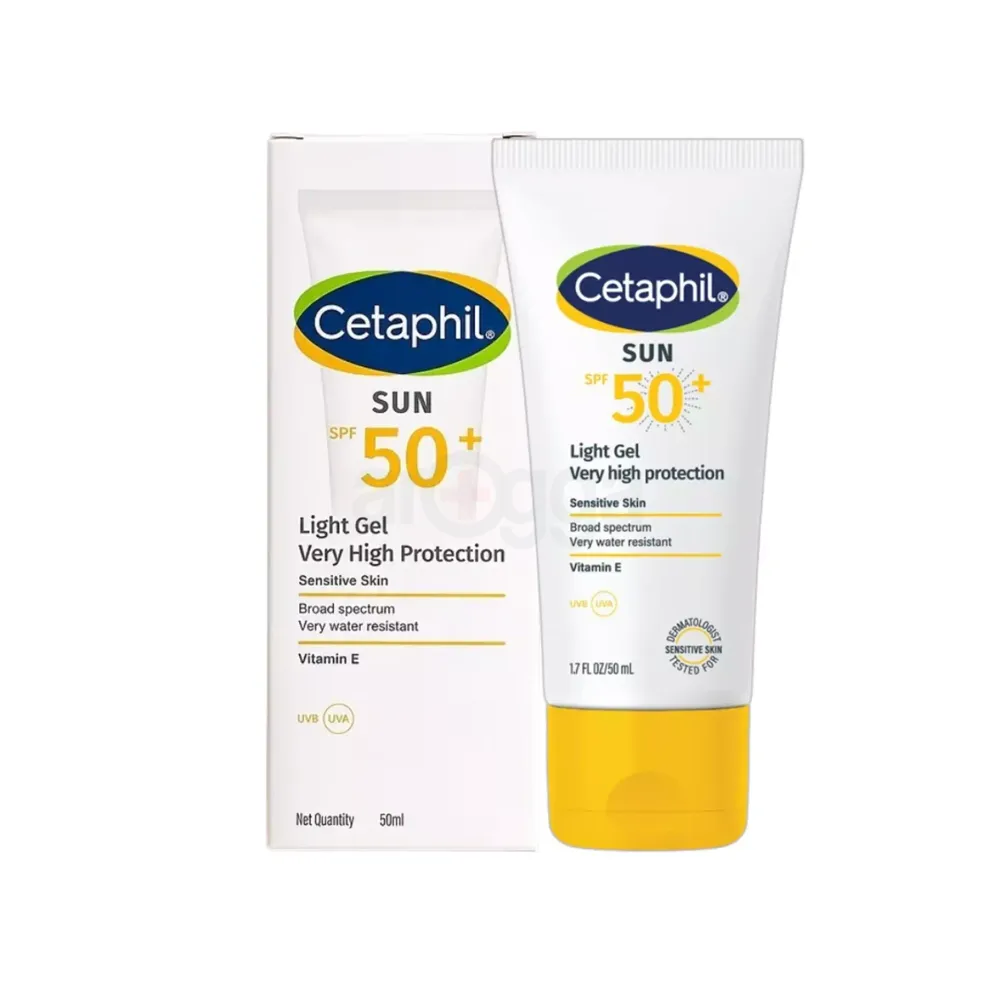 Cetaphil®
SUN
SPF 50+
Light Gel
Very High Protection
Sensitive Skin
Broad spectrum
Very water resistant
Vitamin E
UVB UVA
Net Quantity 50ml
Cetaphil®
SUN
SPF 50+
Light Gel
Very high protection
Sensitive Skin
Broad spectrum
Very water resistant
Vitamin E
UVB UVA
DERMATOLOGIST
SENSITIVE SKIN
TESTED FOR
1.7 FL OZ/50 mL
arogga